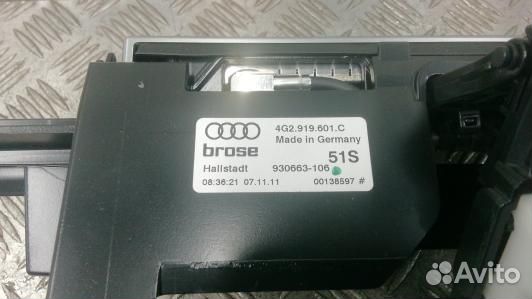 4G2.919.601.C
Made in Germany
brose
51S
Hallstadt
930663-106
08:36:21 07.11.11
00138597 #
Avito